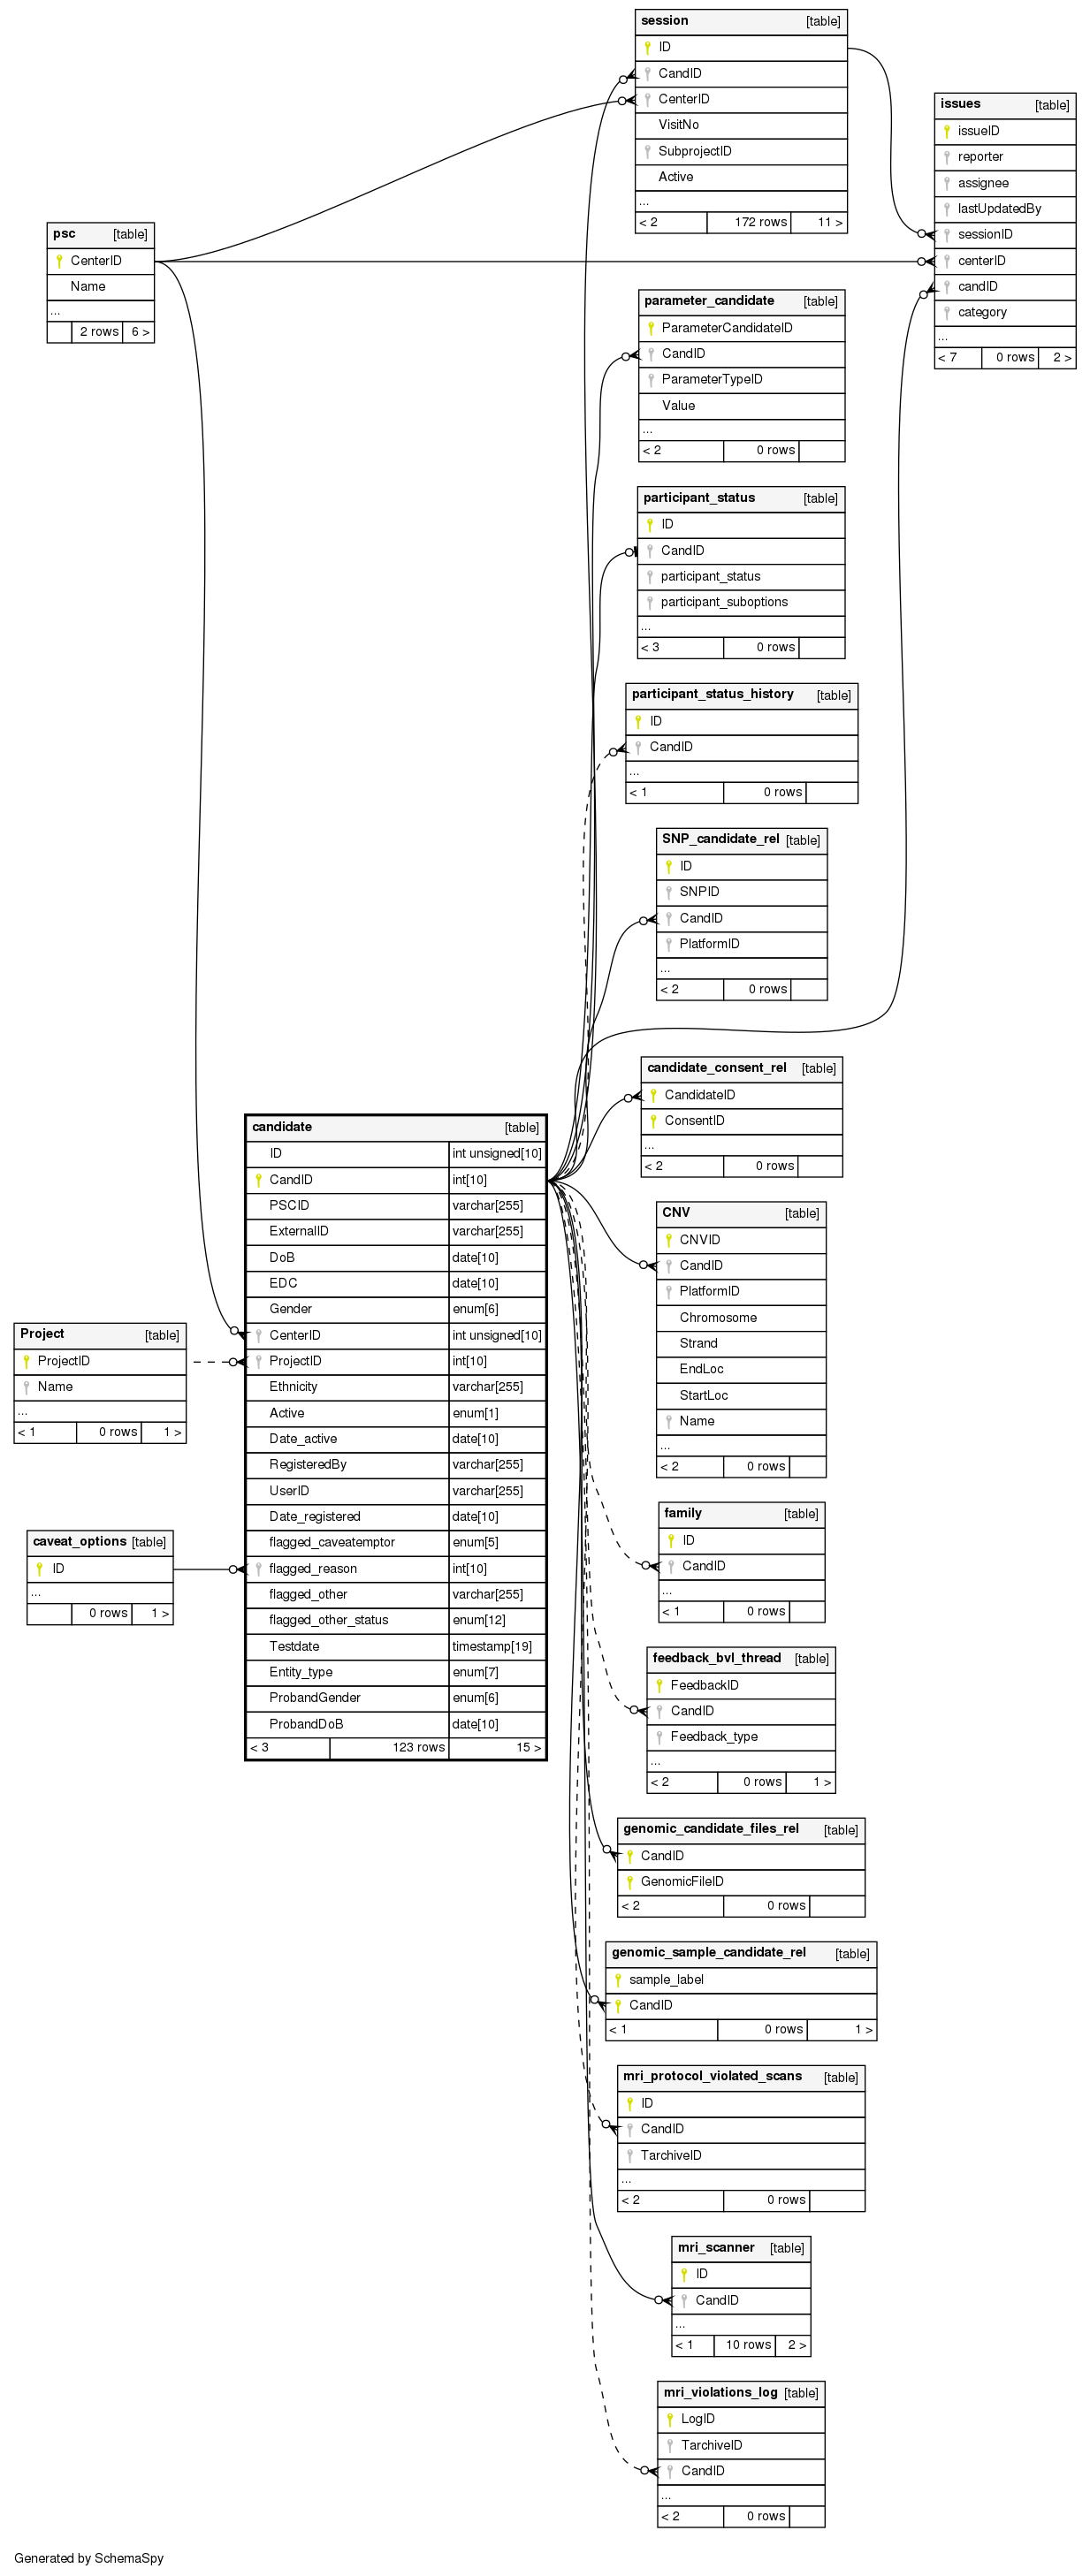 session [table]
ID
CandID
CenterID
VisitNo
SubprojectID
Active
...
< 2 172 rows 11 >
issues [table]
issueID
reporter
assignee
lastUpdatedBy
sessionID
centerID
candID
category
...
< 7 0 rows 2 >
psc [table]
CenterID
Name
...
2 rows 6 >
parameter_candidate [table]
ParameterCandidateID
CandID
ParameterTypeID
Value
...
< 2 0 rows
participant_status [table]
ID
CandID
participant_status
participant_suboptions
...
< 3 0 rows
participant_status_history [table]
ID
CandID
...
< 1 0 rows
SNP_candidate_rel [table]
ID
SNPID
CandID
PlatformID
...
< 2 0 rows
candidate_consent_rel [table]
CandidateID
ConsentID
...
< 2 0 rows
candidate [table]
ID int unsigned[10]
CandID int[10]
PSCID varchar[255]
ExternalID varchar[255]
DoB date[10]
EDC date[10]
Gender enum[6]
CenterID int unsigned[10]
ProjectID int[10]
Ethnicity varchar[255]
Active enum[1]
Date_active date[10]
RegisteredBy varchar[255]
UserID varchar[255]
Date_registered date[10]
flagged_caveatemptor enum[5]
flagged_reason int[10]
flagged_other varchar[255]
flagged_other_status enum[12]
Testdate timestamp[19]
Entity_type enum[7]
ProbandGender enum[6]
ProbandDoB date[10]
< 3 123 rows 15 >
CNV [table]
CNVID
CandID
PlatformID
Chromosome
Strand
EndLoc
StartLoc
Name
...
< 2 0 rows
Project [table]
ProjectID
Name
...
< 1 0 rows 1 >
caveat_options [table]
ID
...
0 rows 1 >
family [table]
ID
CandID
...
< 1 0 rows
feedback_bvl_thread [table]
FeedbackID
CandID
Feedback_type
...
< 2 0 rows 1 >
genomic_candidate_files_rel [table]
CandID
GenomicFileID
< 2 0 rows
genomic_sample_candidate_rel [table]
sample_label
CandID
< 1 0 rows 1 >
mri_protocol_violated_scans [table]
ID
CandID
TarchiveID
...
< 2 0 rows
mri_scanner [table]
ID
CandID
...
< 1 10 rows 2 >
mri_violations_log [table]
LogID
TarchiveID
CandID
...
< 2 0 rows
Generated by SchemaSpy